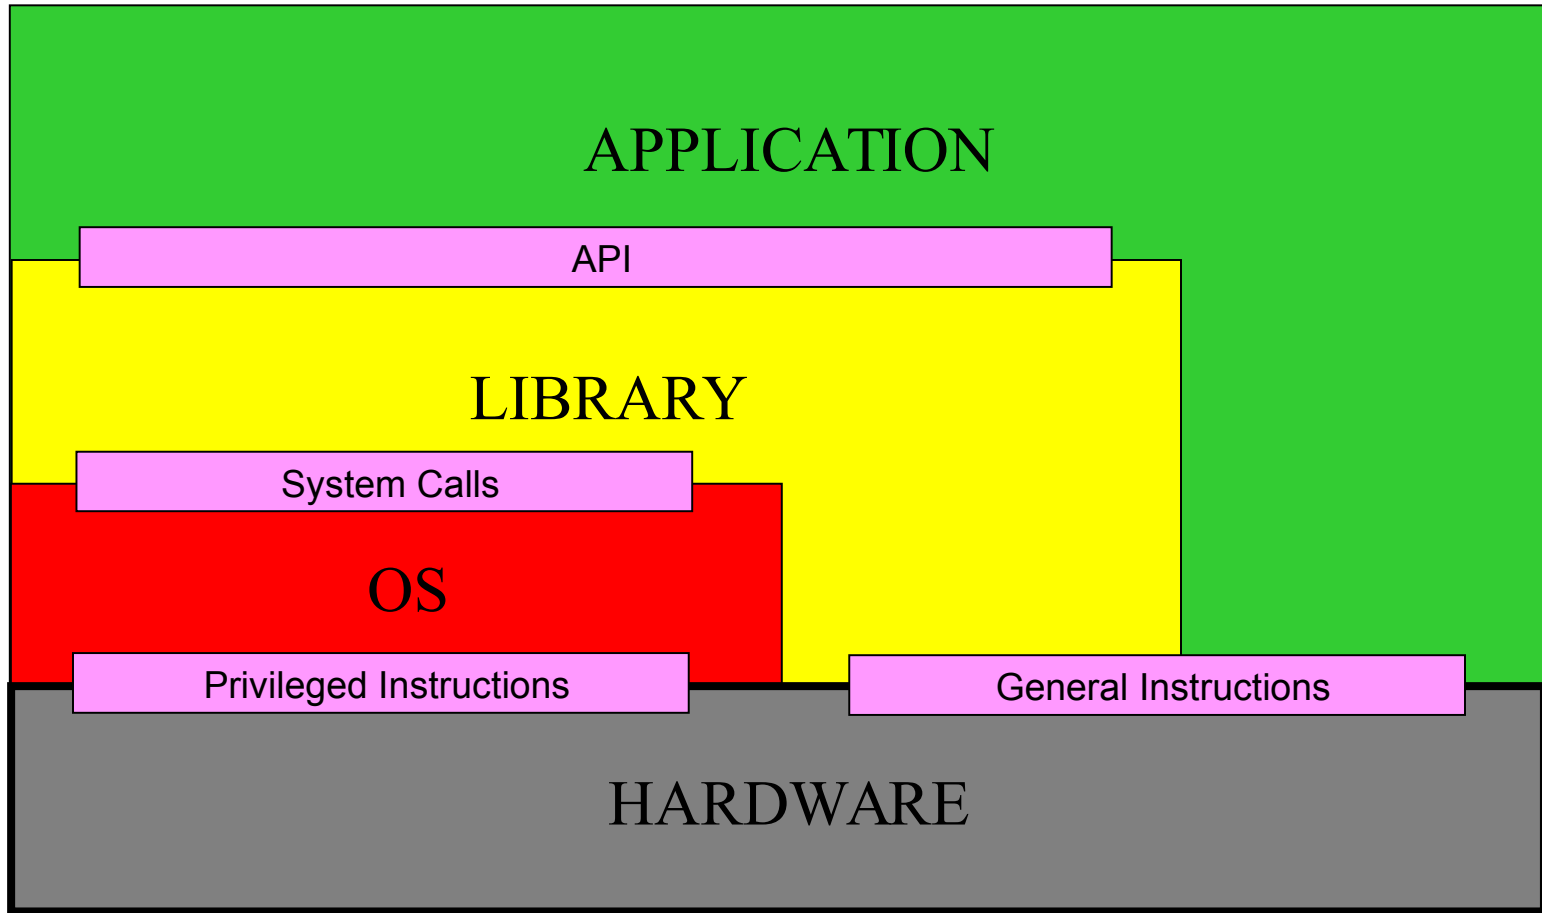 APPLICATION
API
LIBRARY
System Calls
OS
Privileged Instructions
General Instructions
HARDWARE